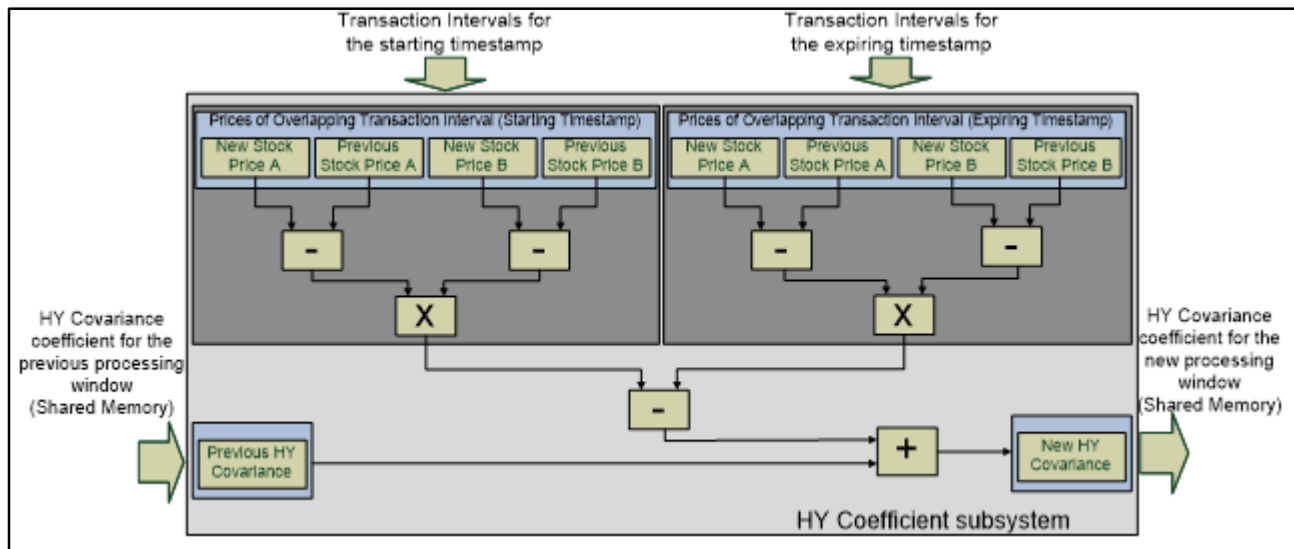 Transaction Intervals for
the starting timestamp
Transaction Intervals for
the expiring timestamp
Prices of Overlapping Transaction Interval (Starting Timestamp)
New Stock
Price A
Previous
Stock Price A
New Stock
Price B
Previous
Stock Price B
Prices of Overlapping Transaction Interval (Expiring Timestamp)
New Stock
Price A
Previous
Stock Price A
New Stock
Price B
Previous
Stock Price B
-
-
-
-
X
X
HY Covariance
coefficient for the
previous processing
window
(Shared Memory)
HY Covariance
coefficient for the
new processing
window
(Shared Memory)
-
Previous HY
Covariance
+
New HY
Covariance
HY Coefficient subsystem